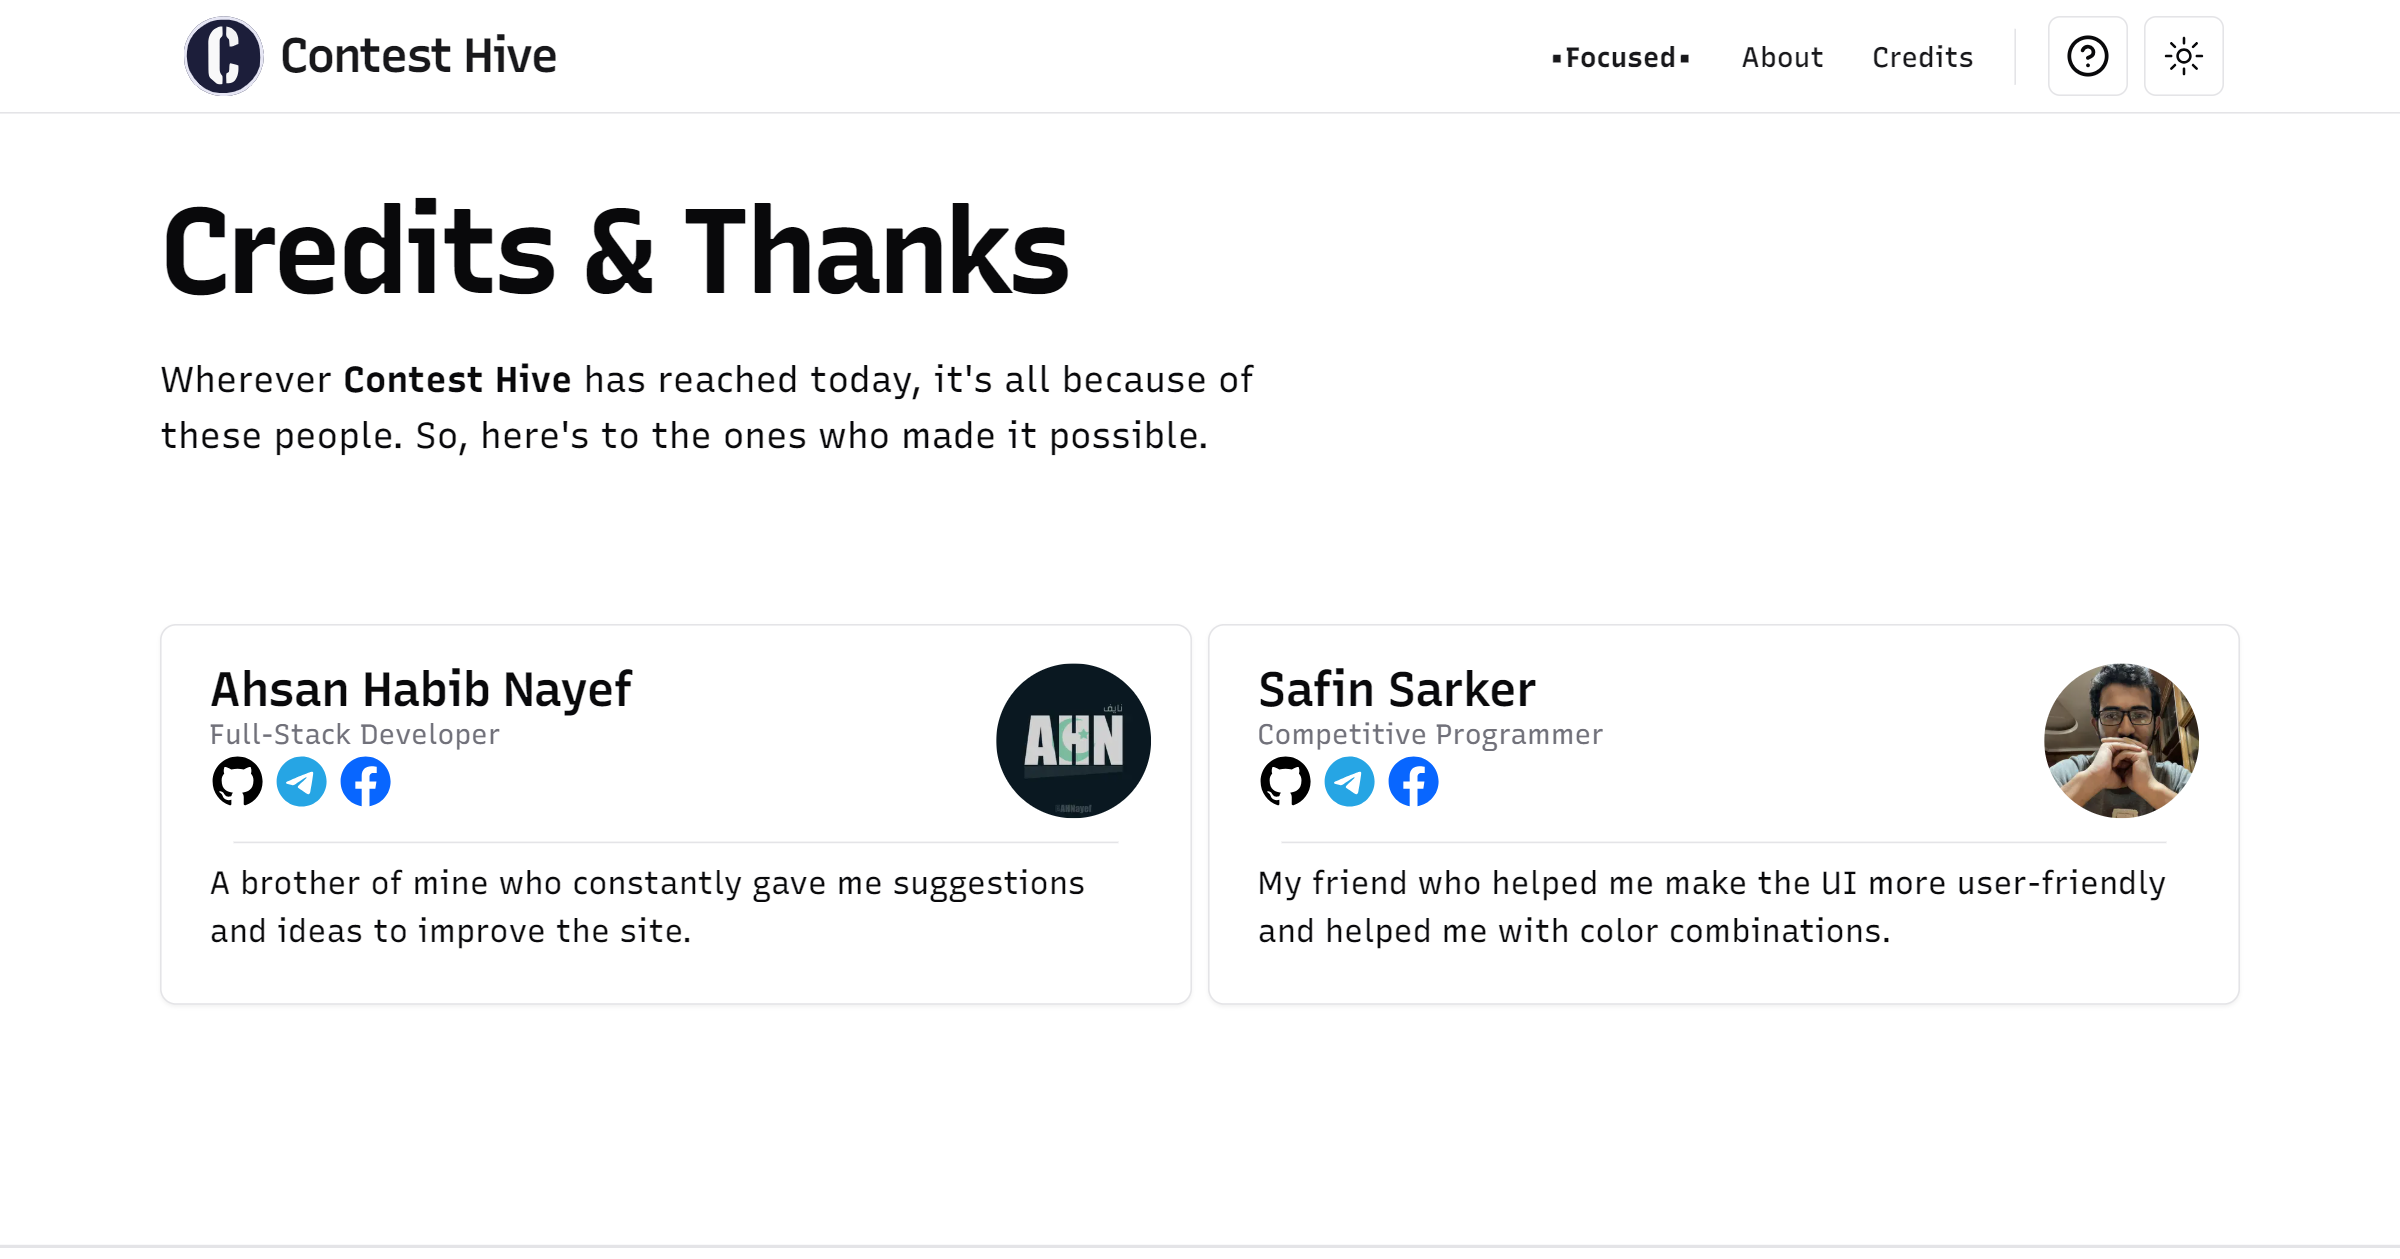 Contest Hive
▪Focused▪
About
Credits
Credits & Thanks
Wherever Contest Hive has reached today, it's all because of
these people. So, here's to the ones who made it possible.
Ahsan Habib Nayef
Full-Stack Developer
نايف
AHN
@AHNayef
A brother of mine who constantly gave me suggestions
and ideas to improve the site.
Safin Sarker
Competitive Programmer
My friend who helped me make the UI more user-friendly
and helped me with color combinations.